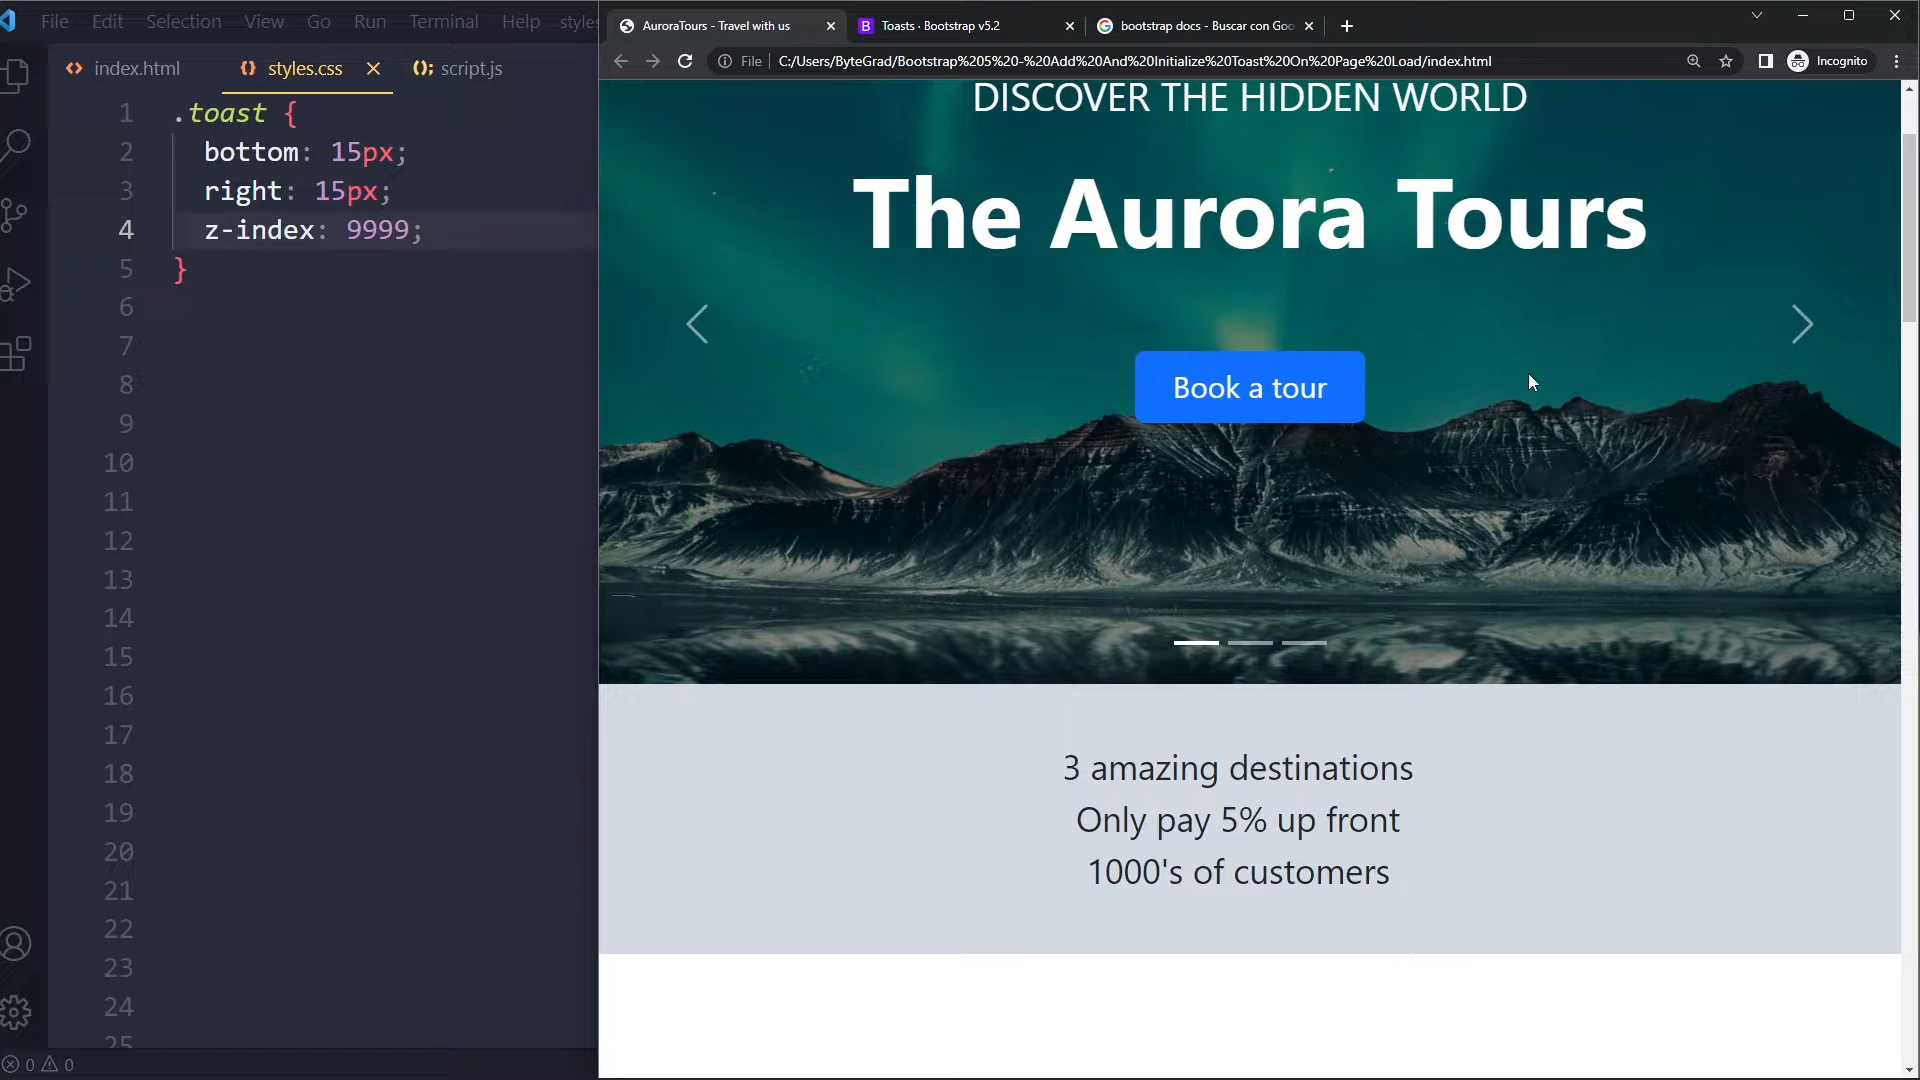 File Edit Selection View Go Run Terminal Help styles
index.html styles.css script.js
1 .toast {
2 bottom: 15px;
3 right: 15px;
4 z-index: 9999;
5 }
6
7
8
9
10
11
12
13
14
15
16
17
18
19
20
21
22
23
24
25
0 0
AuroraTours - Travel with us
Toasts · Bootstrap v5.2
bootstrap docs - Buscar con Goo
File C:/Users/ByteGrad/Bootstrap%205%20-%20Add%20And%20Initialize%20Toast%20On%20Page%20Load/index.html Incognito
DISCOVER THE HIDDEN WORLD
The Aurora Tours
Book a tour
3 amazing destinations
Only pay 5% up front
1000's of customers